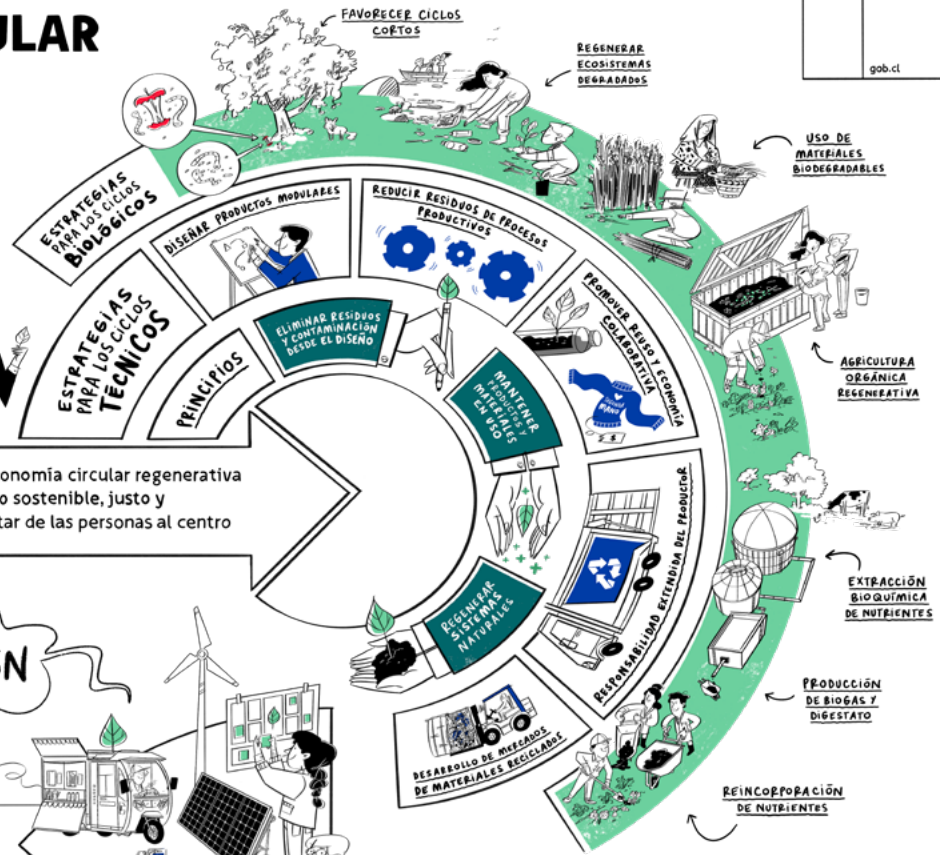 ULAR
gob.cl
FAVORECER CICLOS
CORTOS
REGENERAR
ECOSISTEMAS
DEGRADADOS
USO DE
MATERIALES
BIODEGRADABLES
AGRICULTURA
ORGÁNICA
REGENERATIVA
EXTRACCIÓN
BIOQUÍMICA
DE NUTRIENTES
PRODUCCIÓN
DE BIOGAS Y
DIGESTATO
REINCORPORACIÓN
DE NUTRIENTES
ESTRATEGIAS
PARA LOS CICLOS
BIOLÓGICOS
ESTRATEGIAS
PARA LOS CICLOS
TÉCNICOS
DISEÑAR PRODUCTOS MODULARES
REDUCIR RESIDUOS DE PROCESOS
PRODUCTIVOS
PROMOVER REUSO Y ECONOMÍA
COLABORATIVA
RESPONSABILIDAD EXTENDIDA DEL PRODUCTOR
DESARROLLO DE MERCADOS
DE MATERIALES RECICLADOS
PRINCIPIOS
ELIMINAR RESIDUOS
Y CONTAMINACIÓN
DESDE EL DISEÑO
MANTENER
PRODUCTOS Y
MATERIALES
EN USO
REGENERAR
SISTEMAS
NATURALES
onomía circular regenerativa
o sostenible, justo y
tar de las personas al centro
ÓN